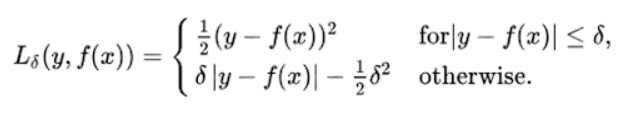 L_δ(y, f(x)) = { ½(y − f(x))² for|y − f(x)| ≤ δ,
δ |y − f(x)| − ½δ² otherwise.